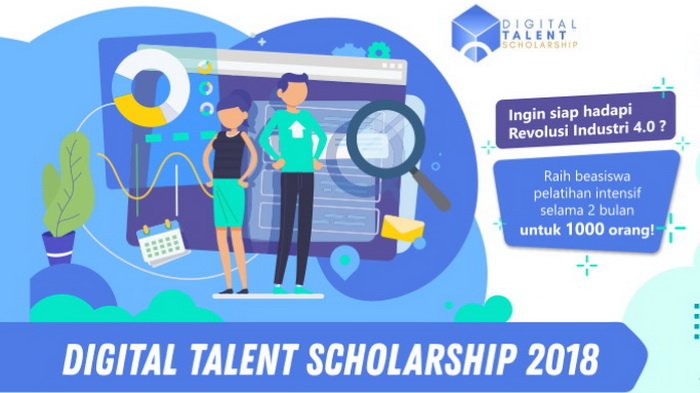 DIGITAL
TALENT
SCHOLARSHIP
Ingin siap hadapi
Revolusi Industri 4.0 ?
Raih beasiswa
pelatihan intensif
selama 2 bulan
untuk 1000 orang!
DIGITAL TALENT SCHOLARSHIP 2018